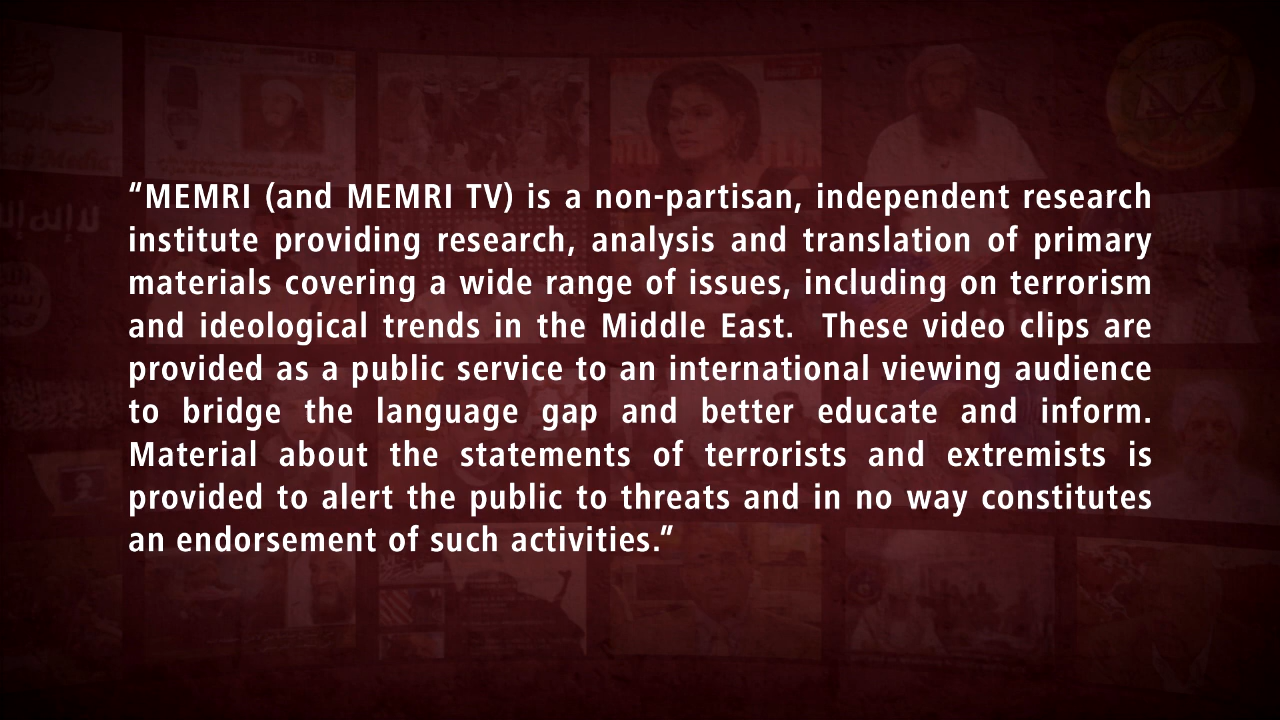 “MEMRI (and MEMRI TV) is a non-partisan, independent research
institute providing research, analysis and translation of primary
materials covering a wide range of issues, including on terrorism
and ideological trends in the Middle East.  These video clips are
provided as a public service to an international viewing audience
to bridge the language gap and better educate and inform.
Material about the statements of terrorists and extremists is
provided to alert the public to threats and in no way constitutes
an endorsement of such activities.”